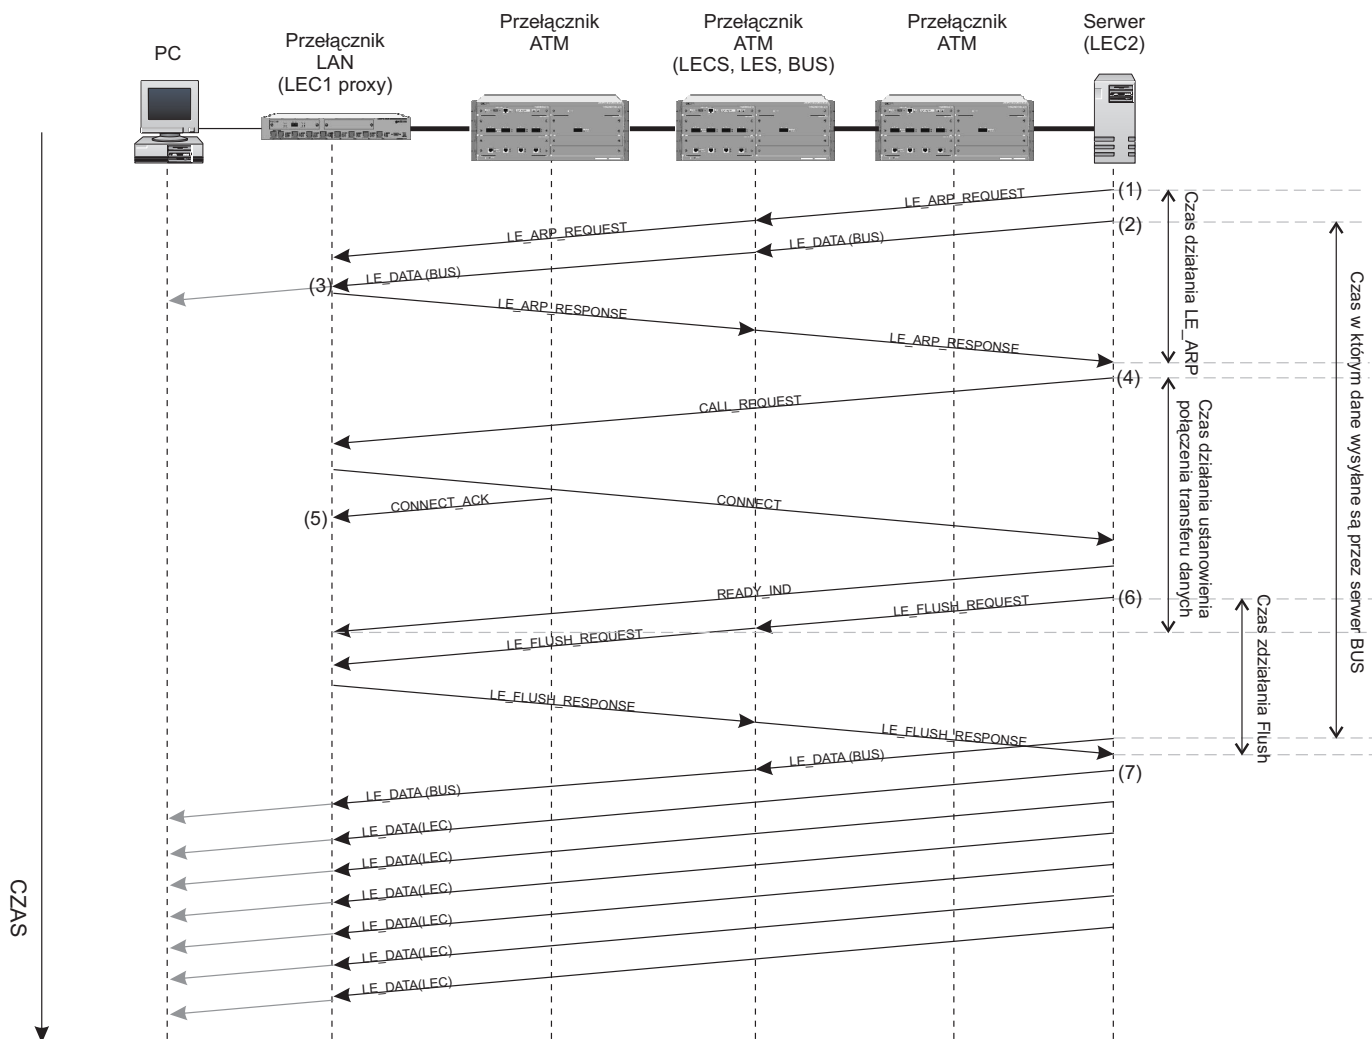 PC
Przełącznik
LAN
(LEC1 proxy)
Przełącznik
ATM
Przełącznik
ATM
(LECS, LES, BUS)
Przełącznik
ATM
Serwer
(LEC2)
(1)
LE_ARP_REQUEST
LE_ARP_REQUEST
(2)
LE_DATA (BUS)
LE_DATA (BUS)
(3)
LE_ARP_RESPONSE
LE_ARP_RESPONSE
Czas działania LE_ARP
(4)
CALL_REQUEST
CONNECT_ACK
CONNECT
(5)
Czas działania ustanowienia
połączenia transferu danych
Czas w którym dane wysyłane są przez serwer BUS
READY_IND
(6)
LE_FLUSH_REQUEST
LE_FLUSH_REQUEST
LE_FLUSH_RESPONSE
LE_FLUSH_RESPONSE
Czas zdziałania Flush
LE_DATA (BUS)
LE_DATA (BUS)
(7)
LE_DATA(LEC)
LE_DATA(LEC)
LE_DATA(LEC)
LE_DATA(LEC)
LE_DATA(LEC)
LE_DATA(LEC)
CZAS